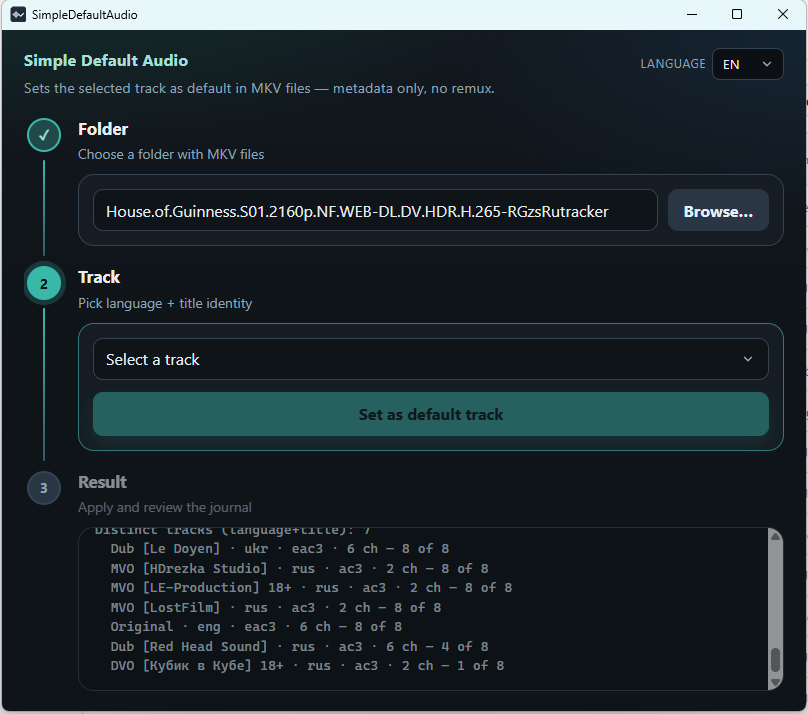 SimpleDefaultAudio
Simple Default Audio
LANGUAGE EN
Sets the selected track as default in MKV files — metadata only, no remux.
Folder
Choose a folder with MKV files
House.of.Guinness.S01.2160p.NF.WEB-DL.DV.HDR.H.265-RGzsRutracker
Browse...
2
Track
Pick language + title identity
Select a track
Set as default track
3
Result
Apply and review the journal
Distinct tracks (language+title): 7
Dub [Le Doyen] · ukr · eac3 · 6 ch — 8 of 8
MVO [HDrezka Studio] · rus · ac3 · 2 ch — 8 of 8
MVO [LE-Production] 18+ · rus · ac3 · 2 ch — 8 of 8
MVO [LostFilm] · rus · ac3 · 2 ch — 8 of 8
Original · eng · eac3 · 6 ch — 8 of 8
Dub [Red Head Sound] · rus · ac3 · 6 ch — 4 of 8
DVO [Кубик в Кубе] 18+ · rus · ac3 · 2 ch — 1 of 8